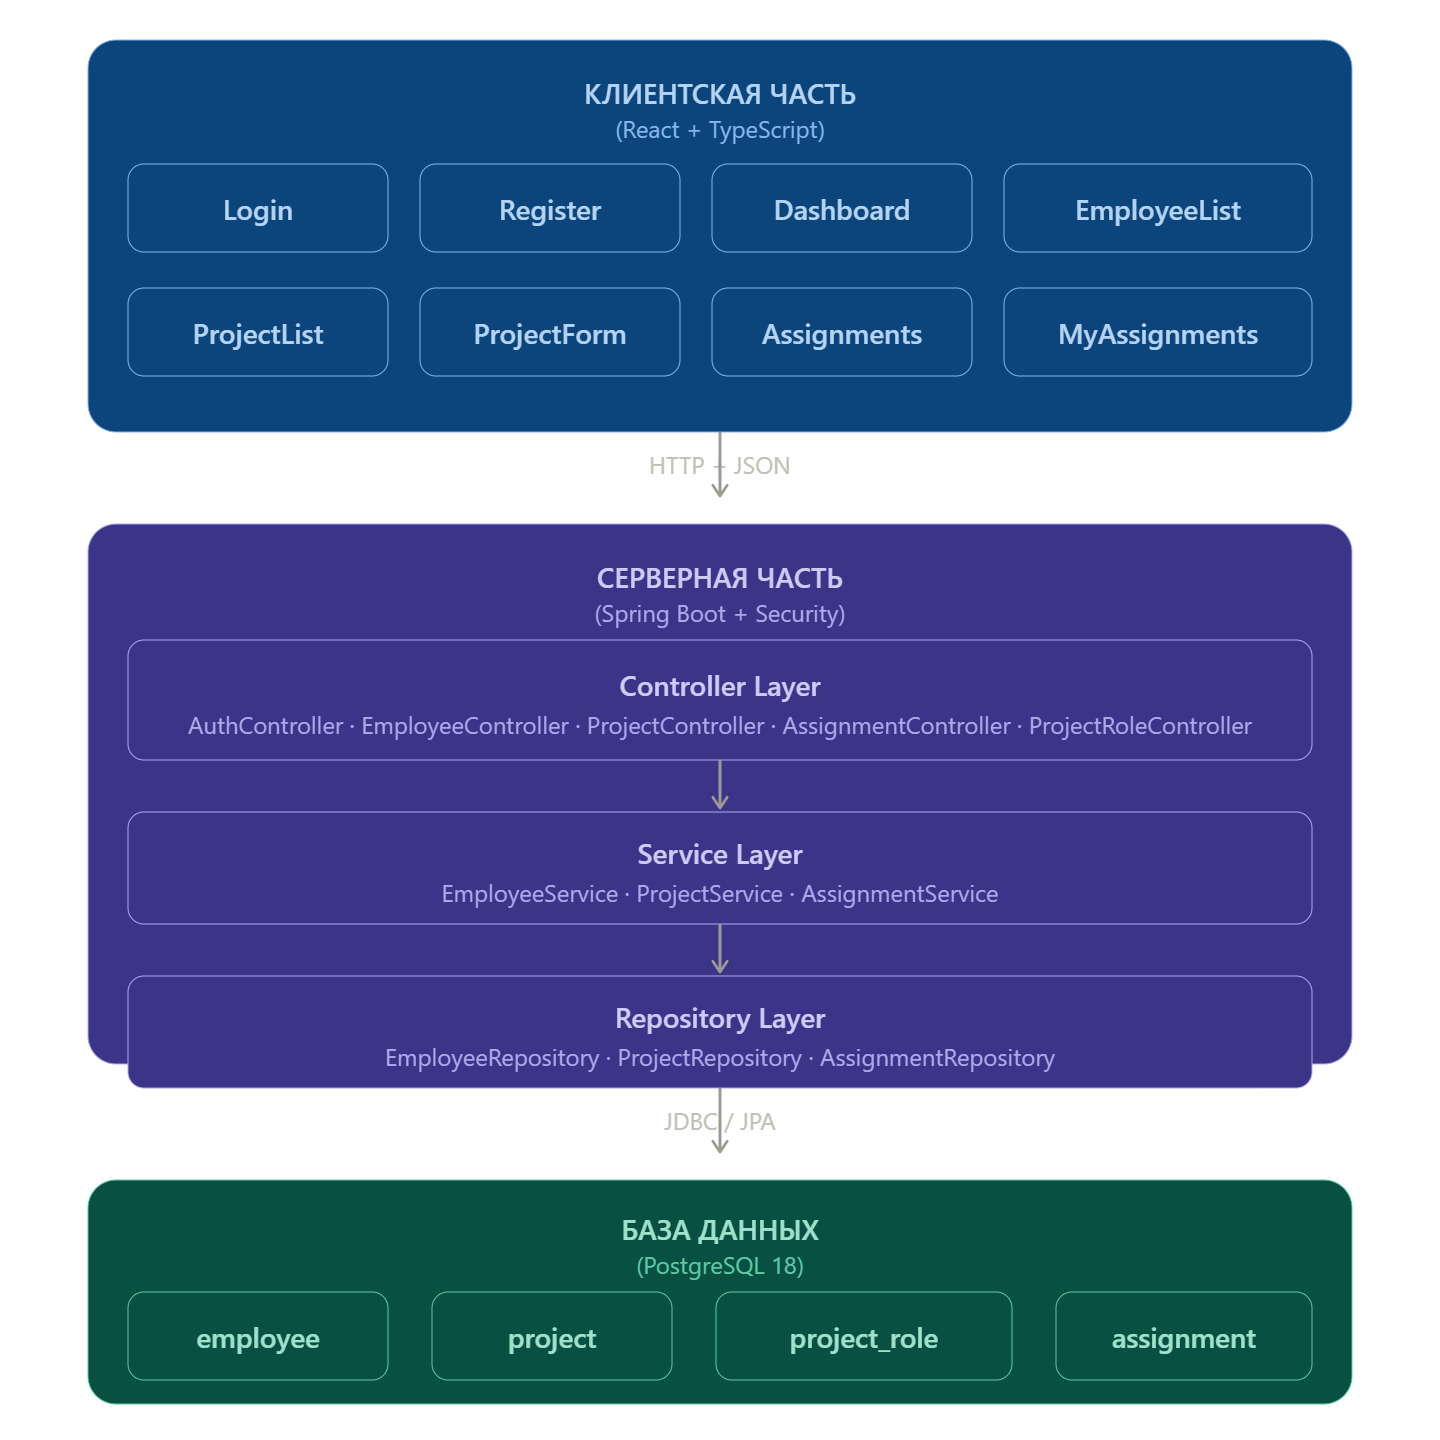 КЛИЕНТСКАЯ ЧАСТЬ
(React + TypeScript)
Login
Register
Dashboard
EmployeeList
ProjectList
ProjectForm
Assignments
MyAssignments
HTTP + JSON
СЕРВЕРНАЯ ЧАСТЬ
(Spring Boot + Security)
Controller Layer
AuthController · EmployeeController · ProjectController · AssignmentController · ProjectRoleController
Service Layer
EmployeeService · ProjectService · AssignmentService
Repository Layer
EmployeeRepository · ProjectRepository · AssignmentRepository
JDBC / JPA
БАЗА ДАННЫХ
(PostgreSQL 18)
employee
project
project_role
assignment